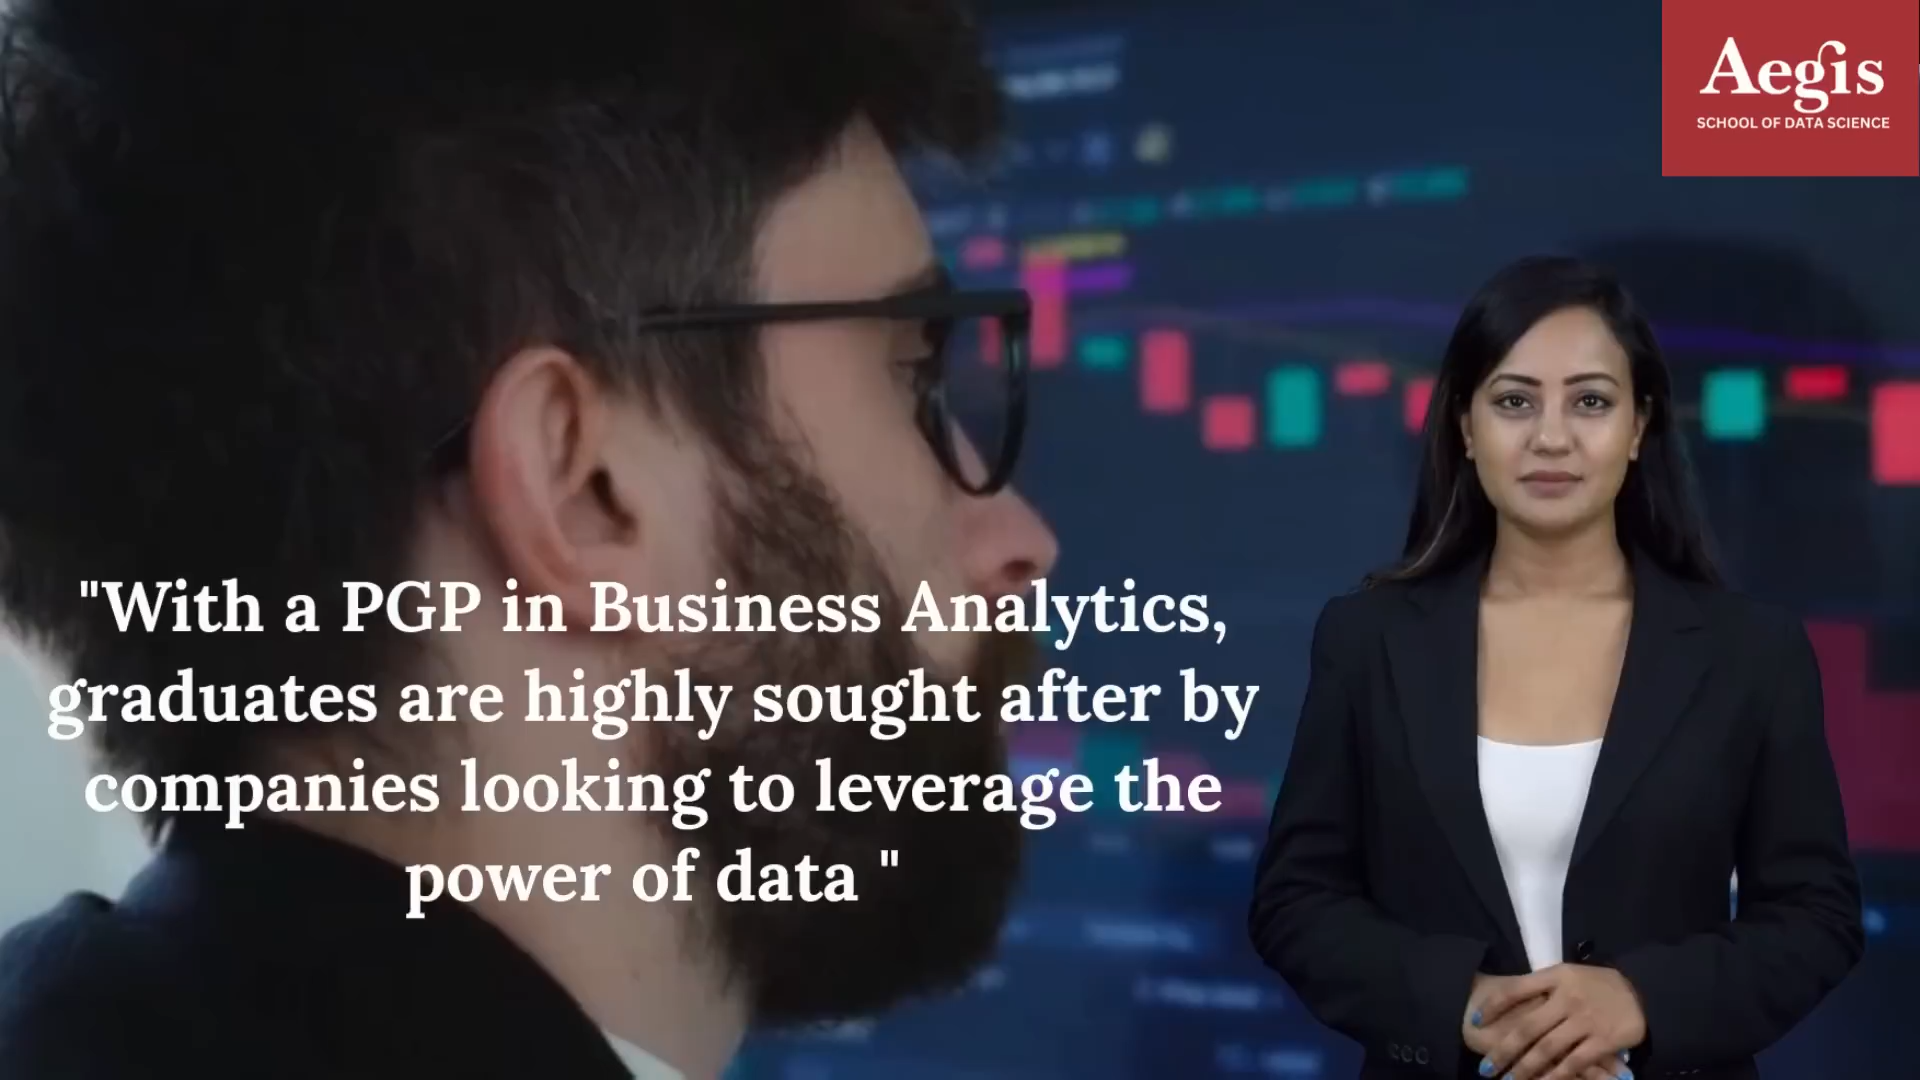 Aegis
SCHOOL OF DATA SCIENCE
"With a PGP in Business Analytics,
graduates are highly sought after by
companies looking to leverage the
power of data "